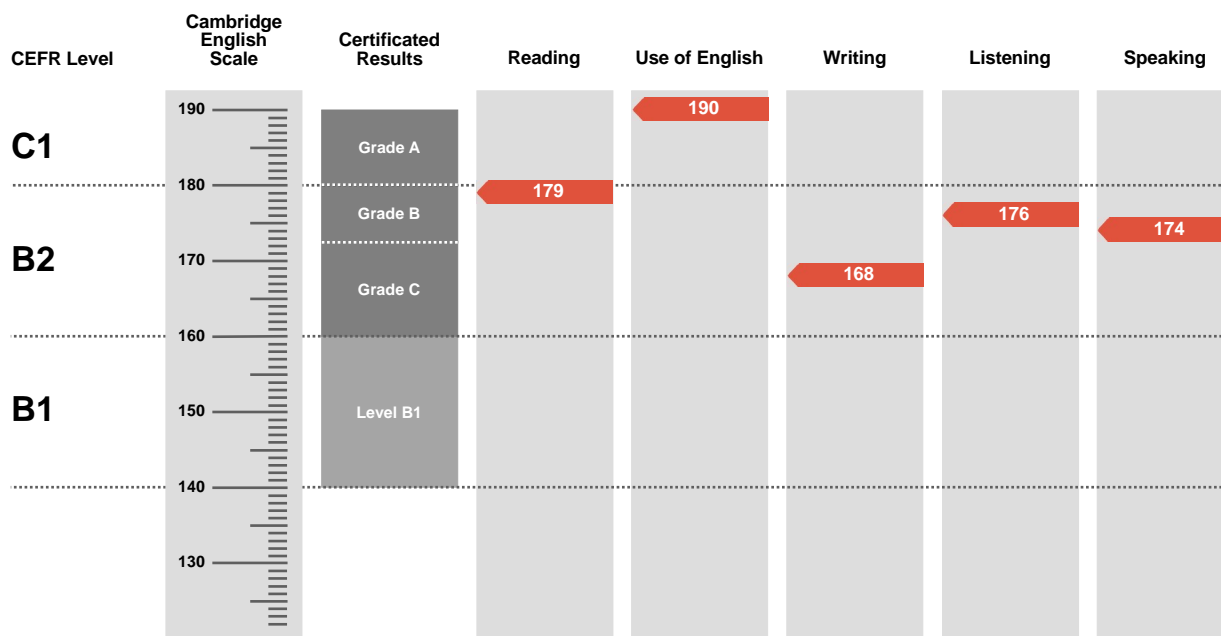 CEFR Level
Cambridge
English
Scale
Certificated
Results
Reading
Use of English
Writing
Listening
Speaking
190
190
C1
Grade A
180
179
Grade B
176
174
B2
170
168
Grade C
160
B1
150
Level B1
140
130